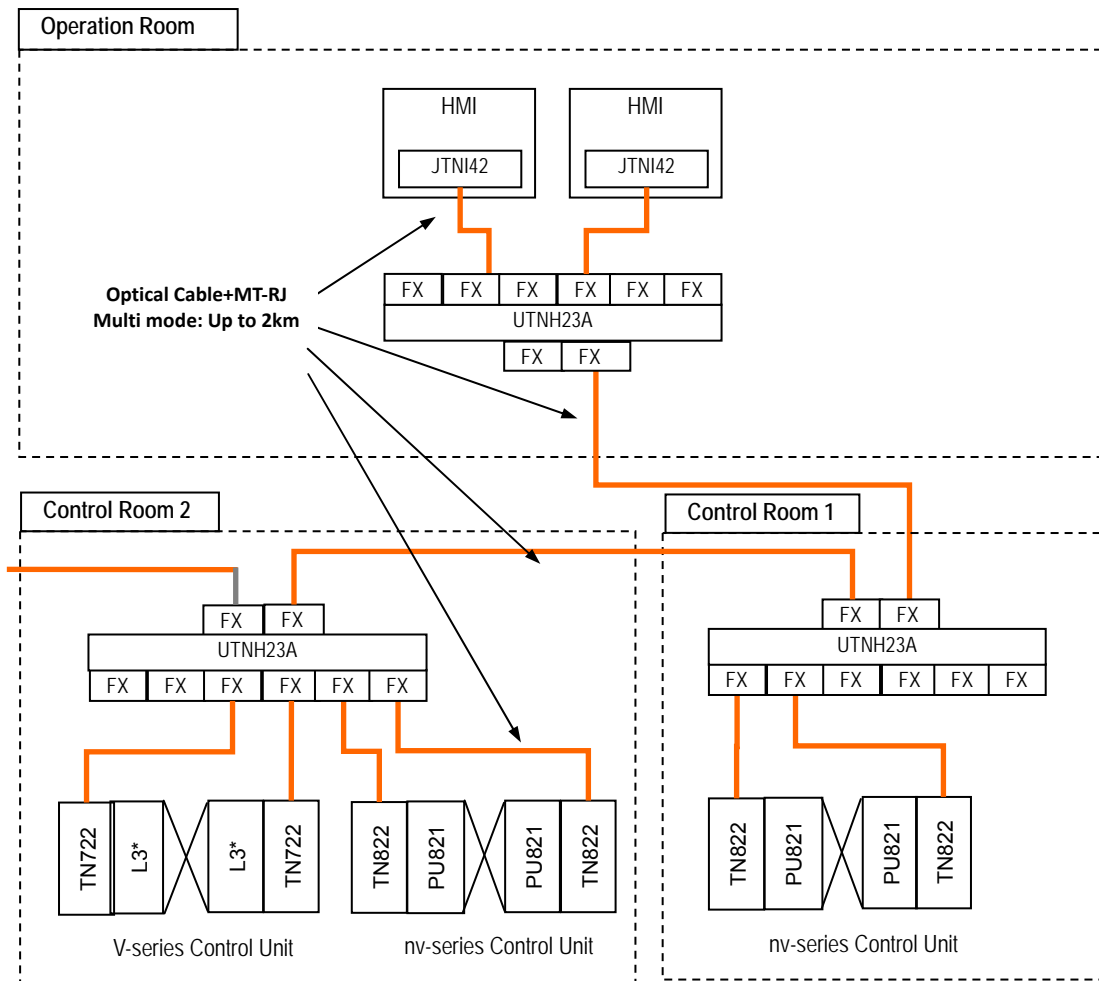 Operation Room
HMI
HMI
JTNI42
JTNI42
Optical Cable+MT-RJ
Multi mode: Up to 2km
FX FX FX FX FX FX
UTNH23A
FX FX
Control Room 2
Control Room 1
FX FX
UTNH23A
FX FX FX FX FX FX
FX FX
UTNH23A
FX FX FX FX FX FX
TN722
L3*
L3*
TN722
TN822
PU821
PU821
TN822
TN822
PU821
PU821
TN822
V-series Control Unit
nv-series Control Unit
nv-series Control Unit